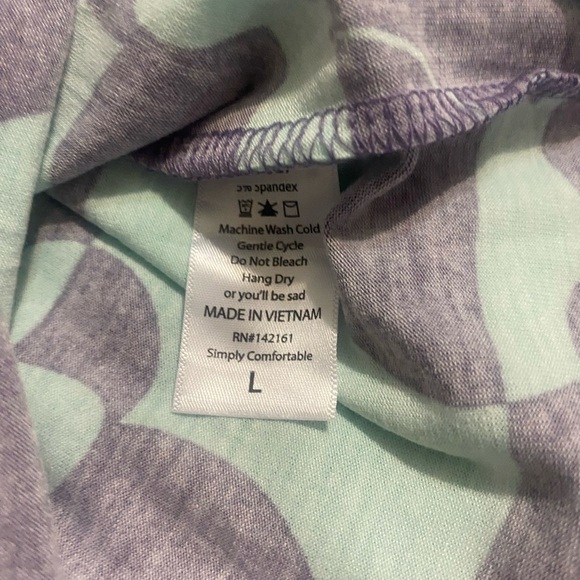 5% Spandex
Machine Wash Cold
Gentle Cycle
Do Not Bleach
Hang Dry
or you'll be sad
MADE IN VIETNAM
RN#142161
Simply Comfortable
L